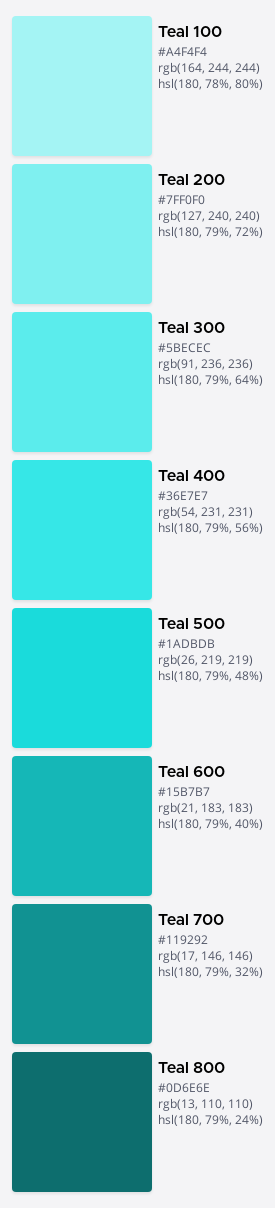 Teal 100
#A4F4F4
rgb(164, 244, 244)
hsl(180, 78%, 80%)
Teal 200
#7FF0F0
rgb(127, 240, 240)
hsl(180, 79%, 72%)
Teal 300
#5BECEC
rgb(91, 236, 236)
hsl(180, 79%, 64%)
Teal 400
#36E7E7
rgb(54, 231, 231)
hsl(180, 79%, 56%)
Teal 500
#1ADBDB
rgb(26, 219, 219)
hsl(180, 79%, 48%)
Teal 600
#15B7B7
rgb(21, 183, 183)
hsl(180, 79%, 40%)
Teal 700
#119292
rgb(17, 146, 146)
hsl(180, 79%, 32%)
Teal 800
#0D6E6E
rgb(13, 110, 110)
hsl(180, 79%, 24%)